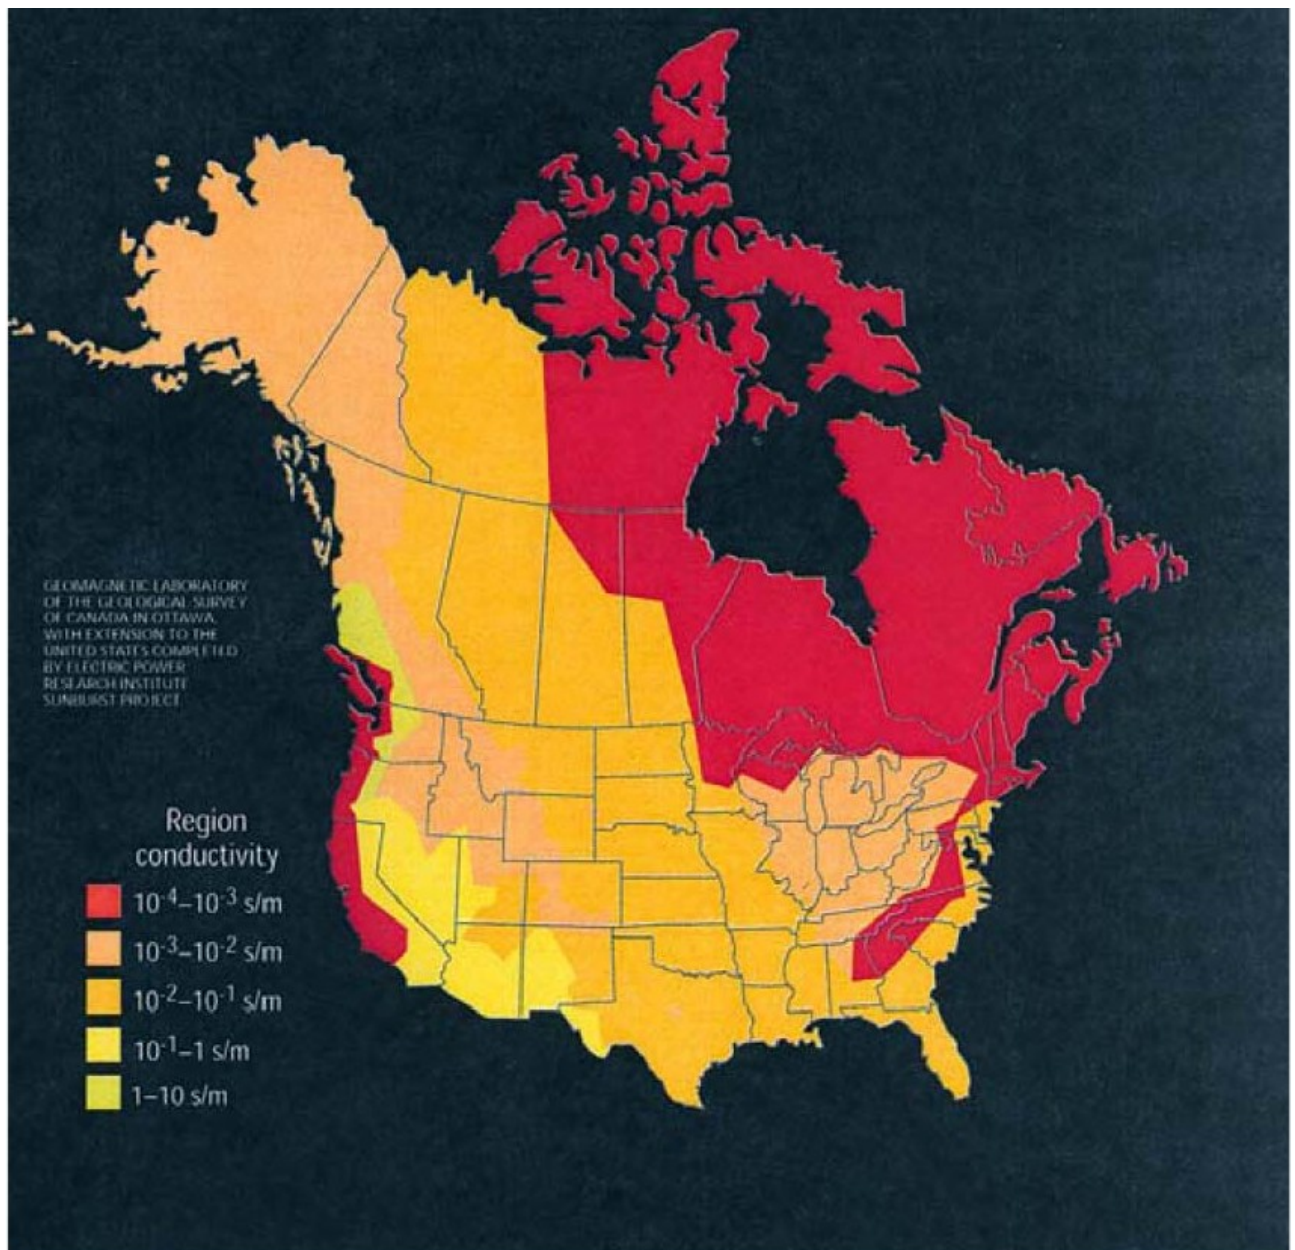 GEOMAGNETIC LABORATORY
OF THE GEOLOGICAL SURVEY
OF CANADA IN OTTAWA,
WITH EXTENSION TO THE
UNITED STATES COMPLETED
BY ELECTRIC POWER
RESEARCH INSTITUTE
SUNBURST PROJECT
Region
conductivity
10⁻⁴–10⁻³ s/m
10⁻³–10⁻² s/m
10⁻²–10⁻¹ s/m
10⁻¹–1 s/m
1–10 s/m